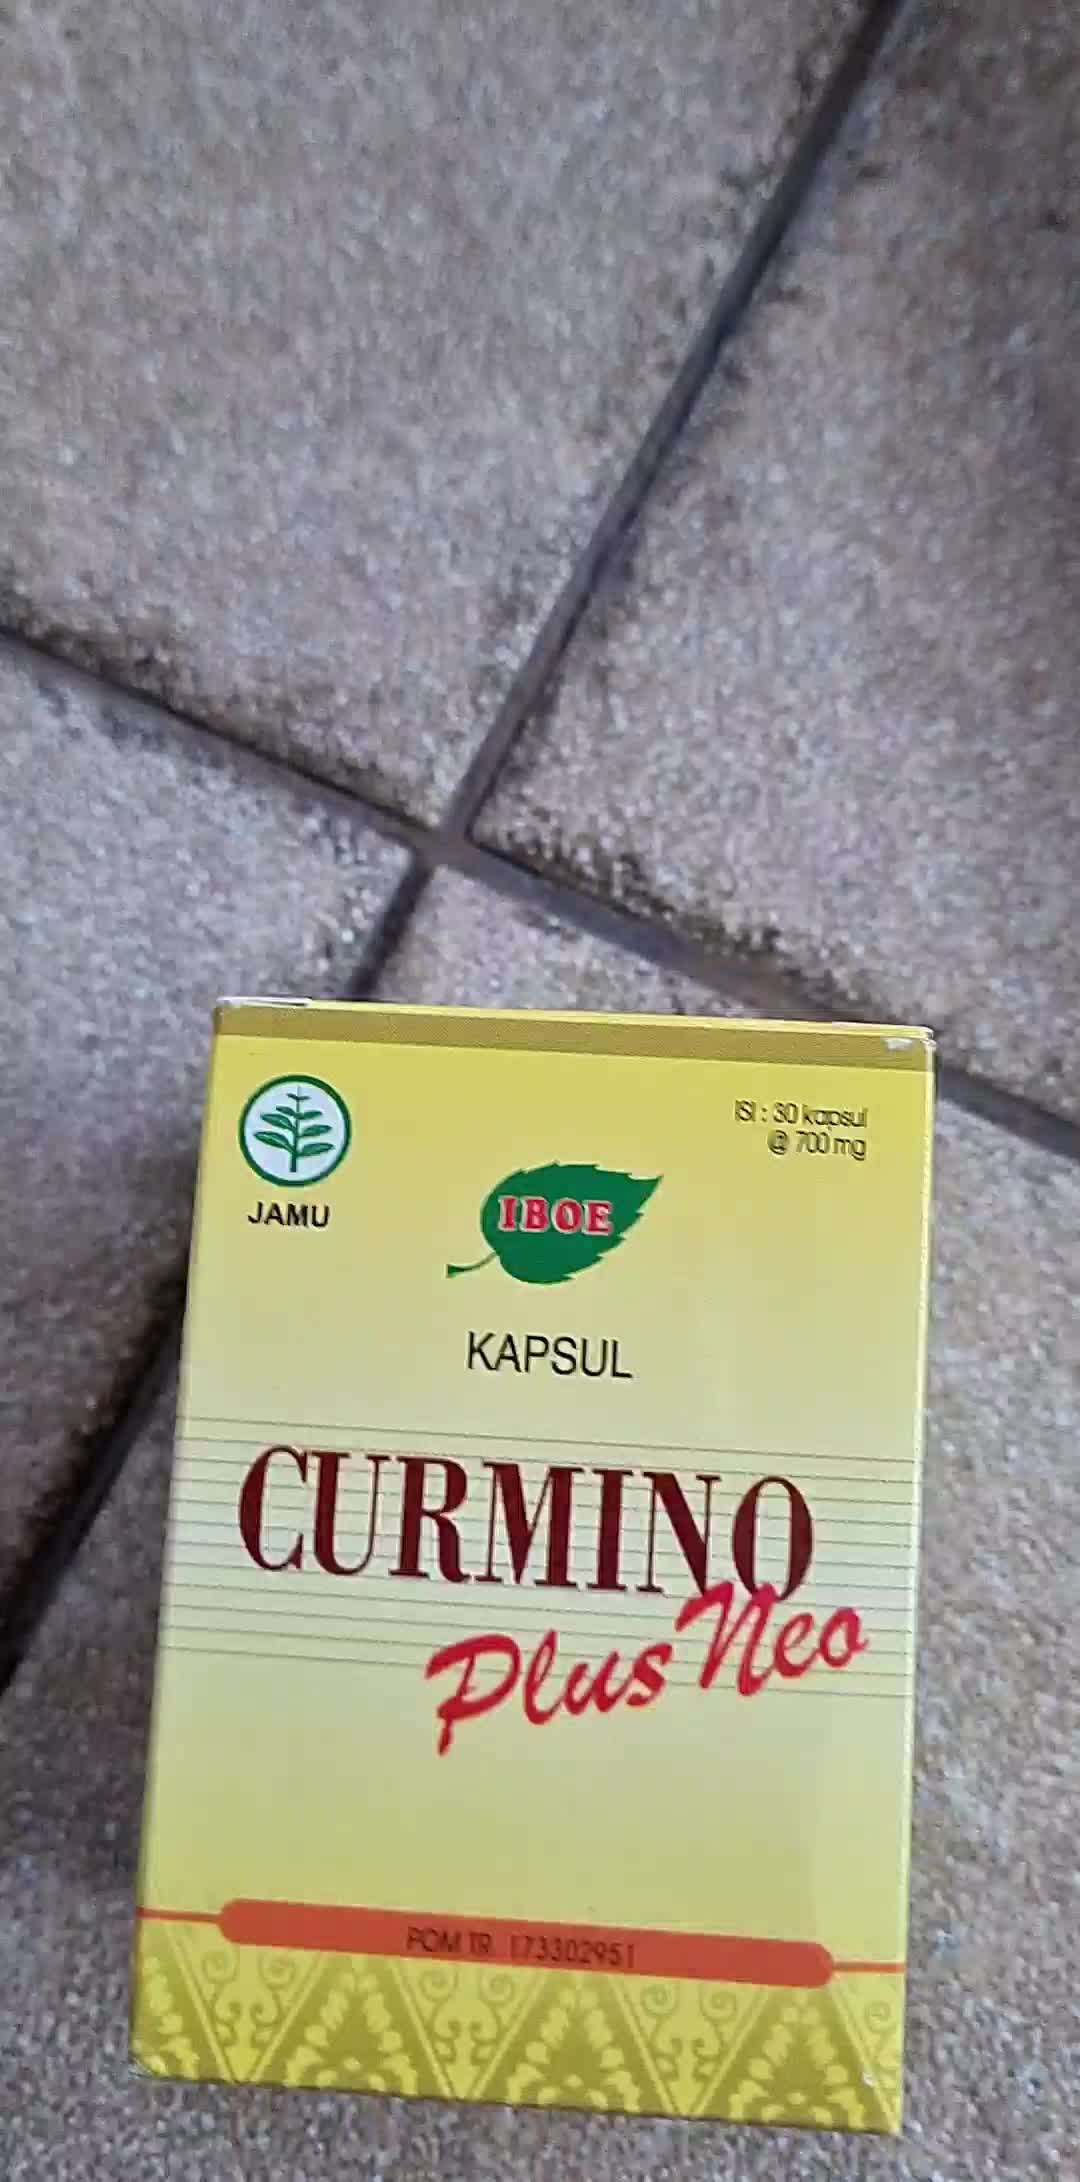 ISI : 30 kapsul
@ 700 mg
JAMU
IBOE
KAPSUL
CURMINO
Plus Neo
POM TR. 173302951